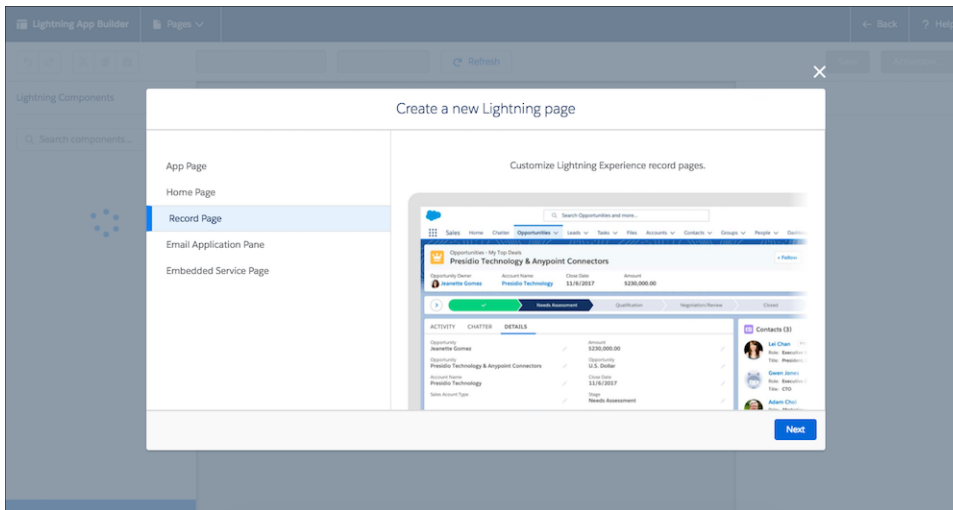 Lightning App Builder
Pages
← Back
? Help
Refresh
Lightning Components
Search components...
Create a new Lightning page
App Page
Home Page
Record Page
Email Application Pane
Embedded Service Page
Customize Lightning Experience record pages.
Search Opportunities and more...
Sales Home Chatter Opportunities Leads Tasks Files Accounts Contacts Groups People
Opportunities - My Top Deals
Presidio Technology & Anypoint Connectors
+ Follow
Opportunity Owner Account Name Close Date Amount
Jeanette Gomez Presidio Technology 11/6/2017 $230,000.00
Needs Assessment Qualification Negotiation/Review Closed
ACTIVITY CHATTER DETAILS
Contacts (3)
Opportunity Amount
Jeanette Gomez $230,000.00
Opportunity Opportunity
Presidio Technology & Anypoint Connectors U.S. Dollar
Account Name Close Date
Presidio Technology 11/6/2017
Sales Account Type Stage
Needs Assessment
Lei Chan
Role: Executive
Title: President
Gwen Jones
Role: Executive
Title: CTO
Adam Choi
Next